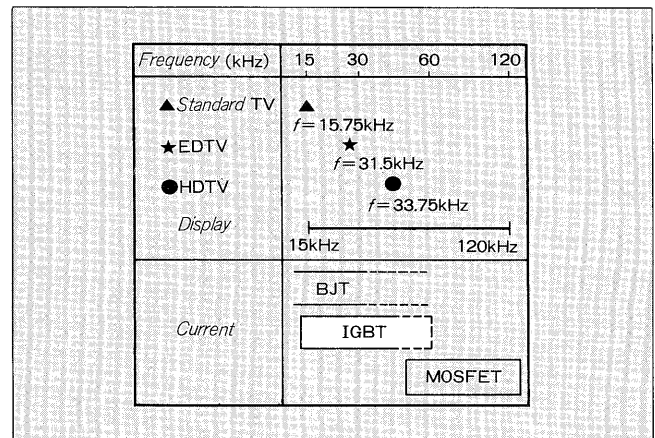 Frequency (kHz) 15 30 60 120
▲Standard TV ▲
f=15.75kHz
★EDTV ★
f=31.5kHz
●HDTV ●
f=33.75kHz
Display
15kHz 120kHz
BJT
Current IGBT
MOSFET